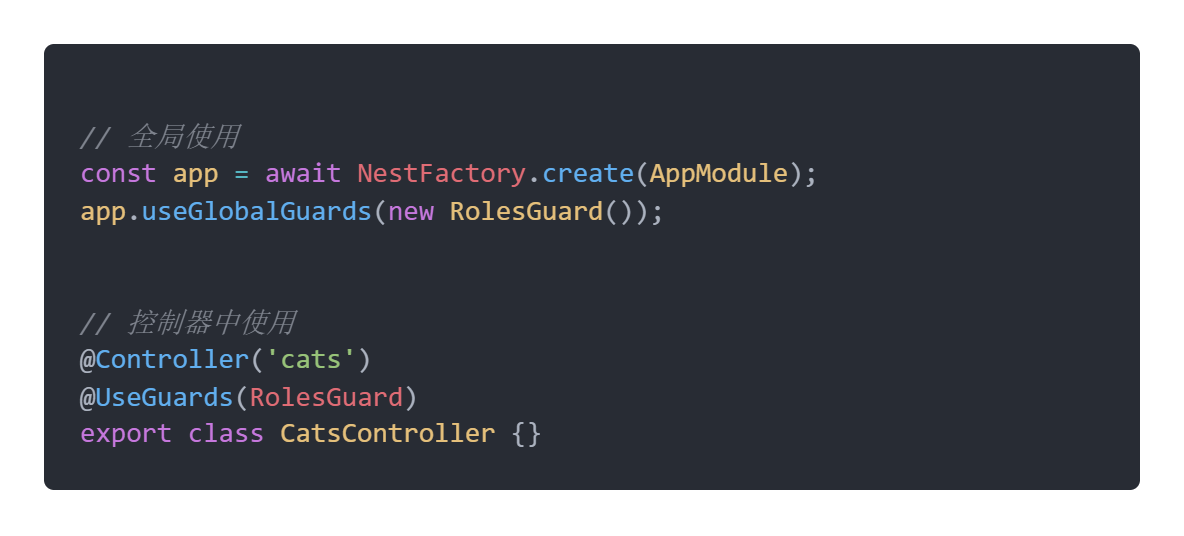 // 全局使用
const app = await NestFactory.create(AppModule);
app.useGlobalGuards(new RolesGuard());
// 控制器中使用
@Controller('cats')
@UseGuards(RolesGuard)
export class CatsController {}